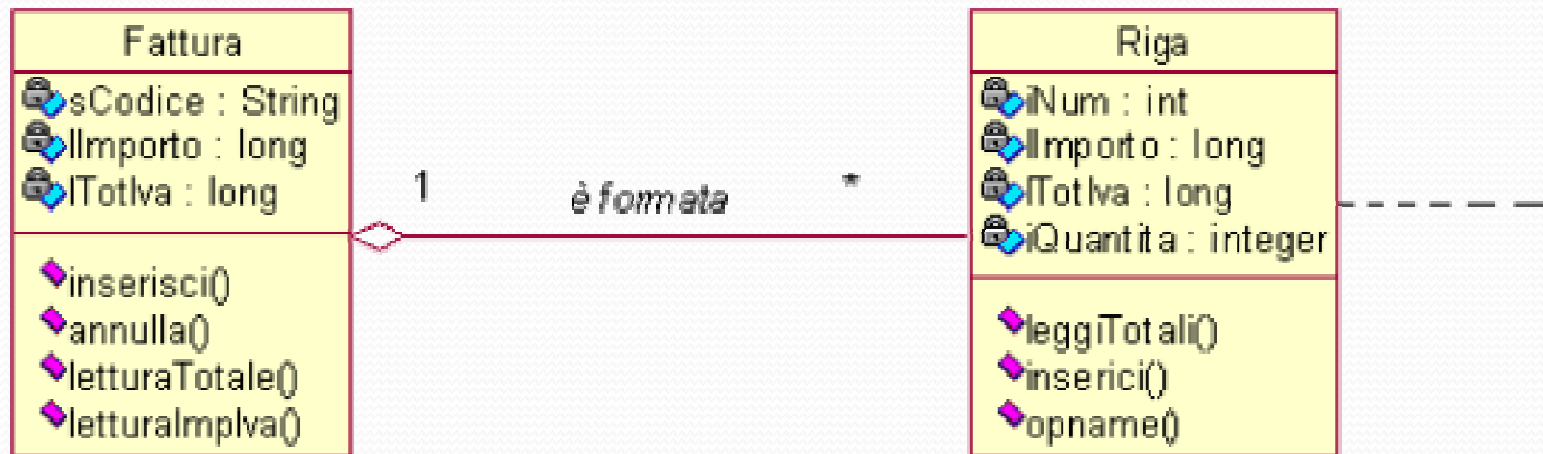 Fattura
sCodice : String
lImporto : long
lTotIva : long
inserisci()
annulla()
letturaTotale()
letturaImpIva()
1
è formata
*
Riga
iNum : int
lImporto : long
lTotIva : long
iQuantita : integer
leggiTotali()
inserici()
opname()